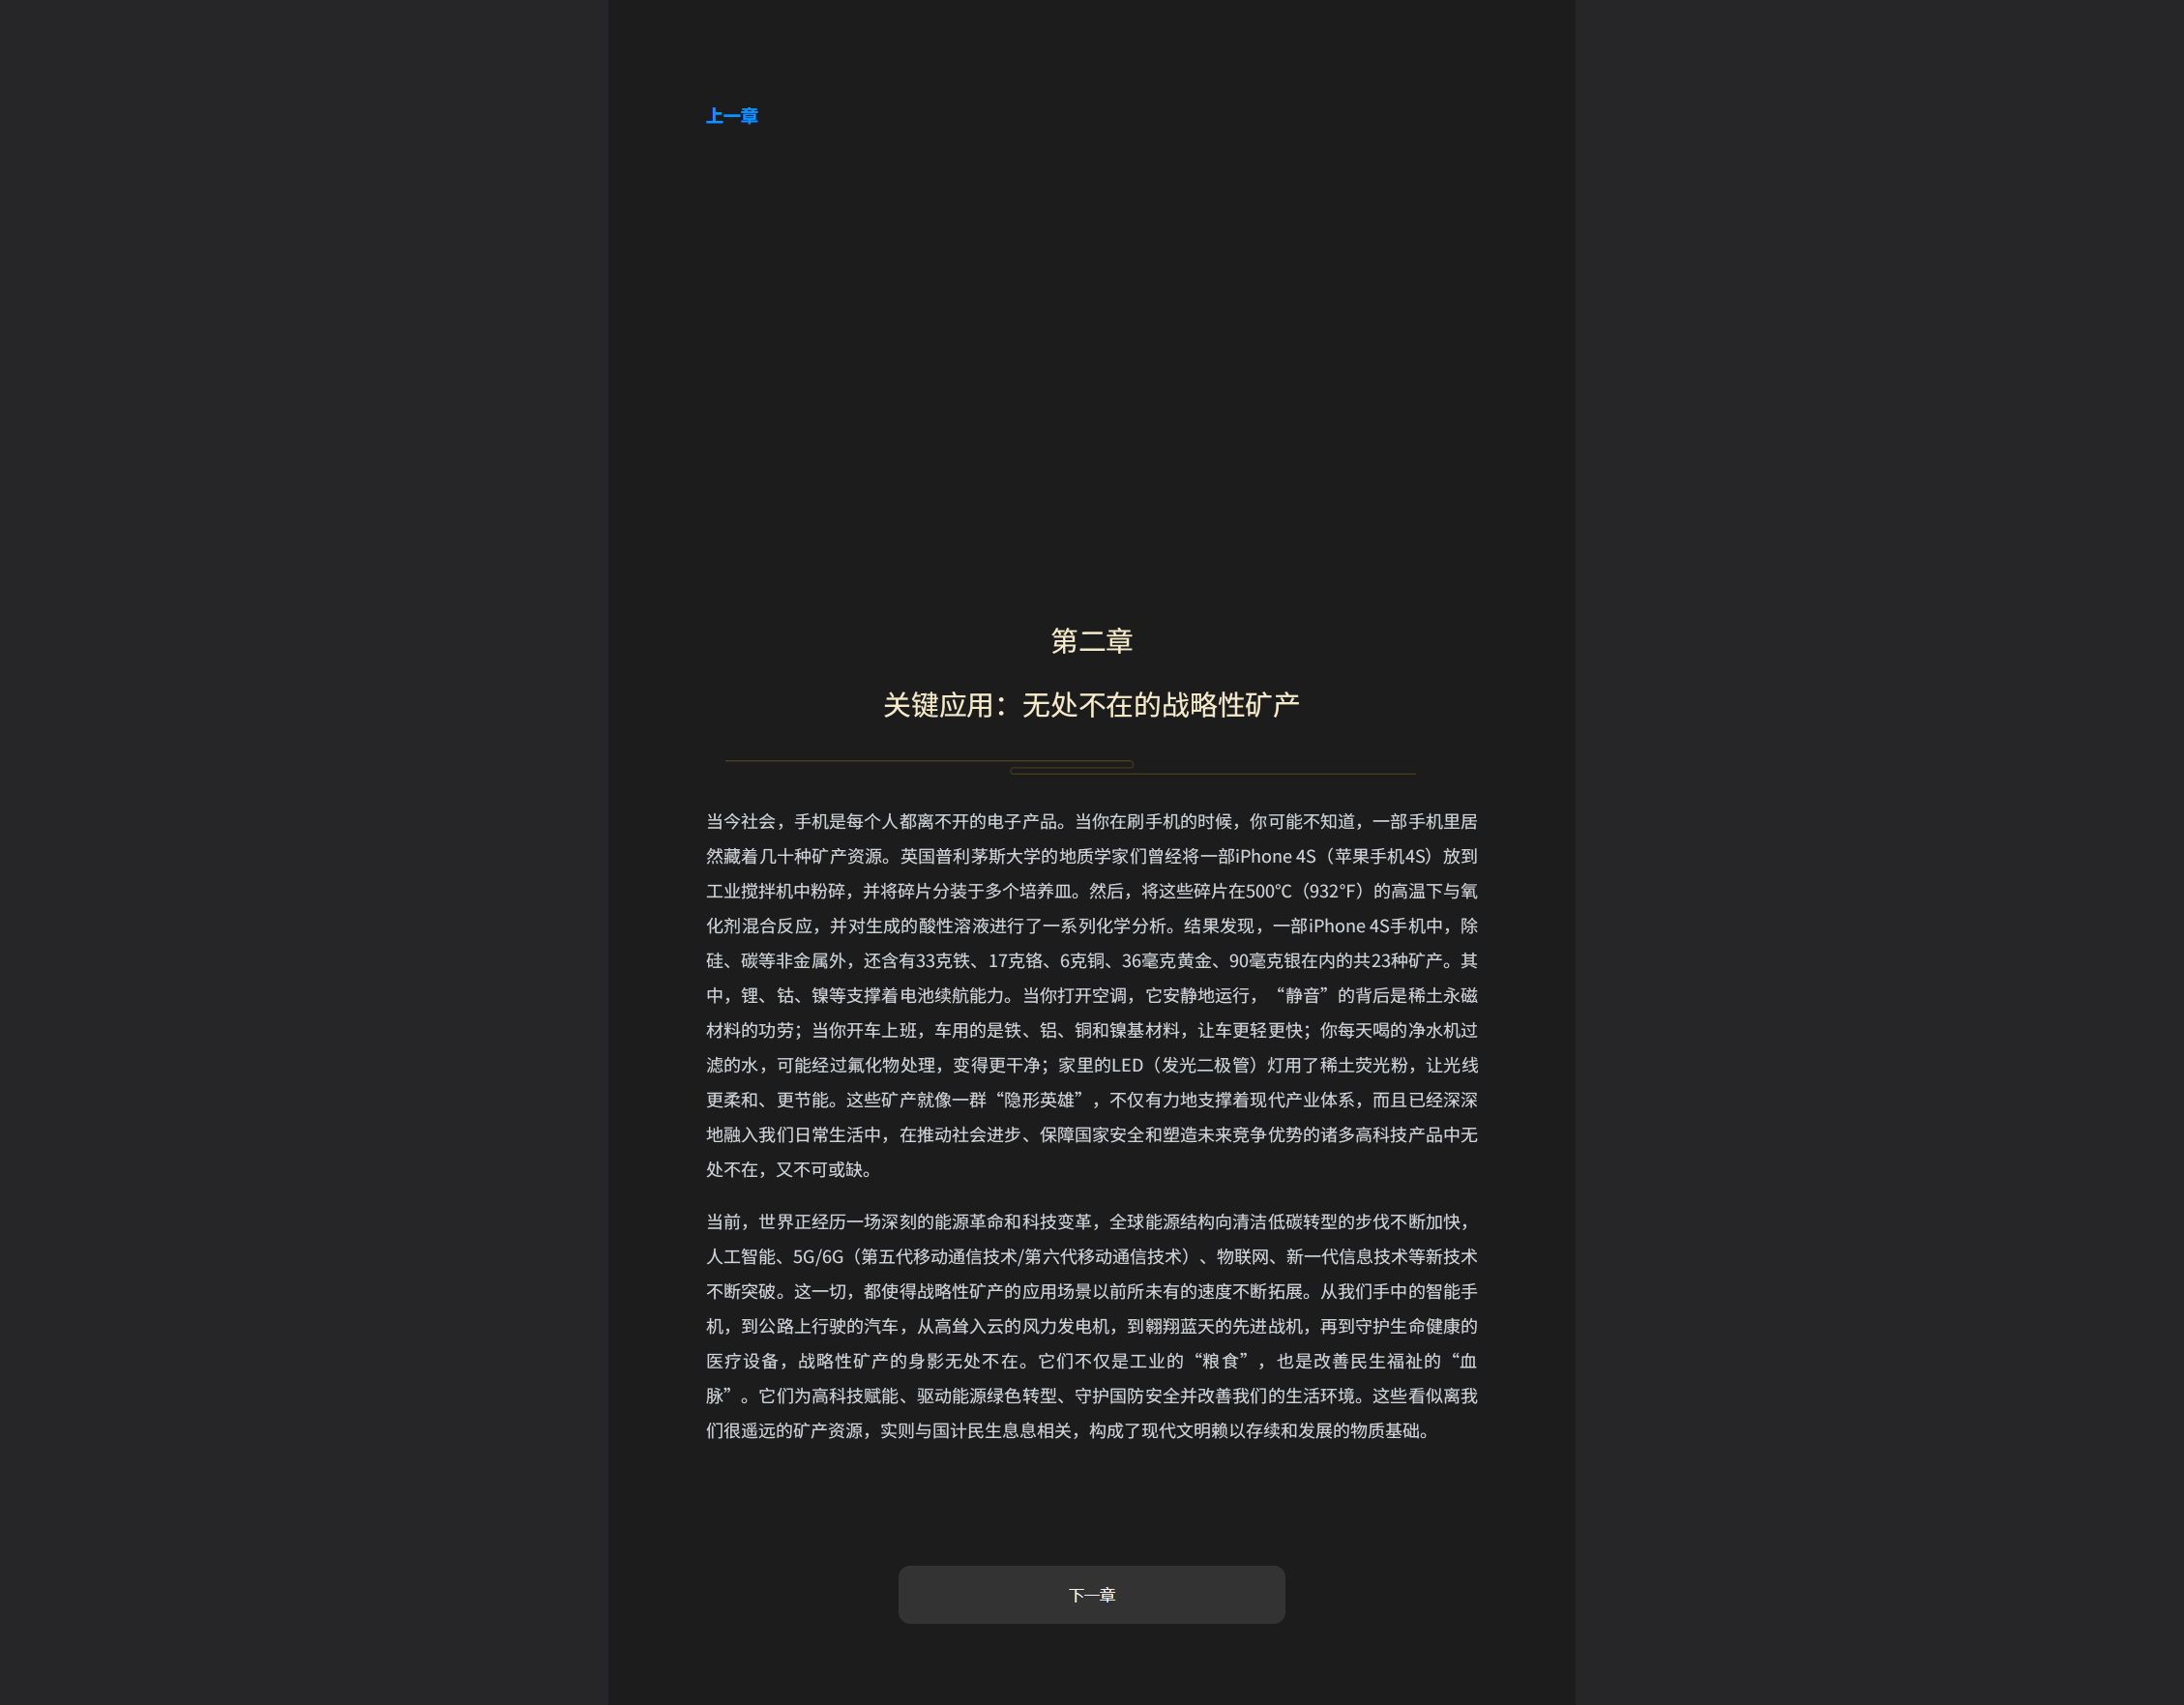 上一章
第二章
关键应用：无处不在的战略性矿产
当今社会，手机是每个人都离不开的电子产品。当你在刷手机的时候，你可能不知道，一部手机里居
然藏着几十种矿产资源。英国普利茅斯大学的地质学家们曾经将一部iPhone 4S（苹果手机4S）放到
工业搅拌机中粉碎，并将碎片分装于多个培养皿。然后，将这些碎片在500℃（932℉）的高温下与氧
化剂混合反应，并对生成的酸性溶液进行了一系列化学分析。结果发现，一部iPhone 4S手机中，除
硅、碳等非金属外，还含有33克铁、17克铬、6克铜、36毫克黄金、90毫克银在内的共23种矿产。其
中，锂、钴、镍等支撑着电池续航能力。当你打开空调，它安静地运行，“静音”的背后是稀土永磁
材料的功劳；当你开车上班，车用的是铁、铝、铜和镍基材料，让车更轻更快；你每天喝的净水机过
滤的水，可能经过氟化物处理，变得更干净；家里的LED（发光二极管）灯用了稀土荧光粉，让光线
更柔和、更节能。这些矿产就像一群“隐形英雄”，不仅有力地支撑着现代产业体系，而且已经深深
地融入我们日常生活中，在推动社会进步、保障国家安全和塑造未来竞争优势的诸多高科技产品中无
处不在，又不可或缺。
当前，世界正经历一场深刻的能源革命和科技变革，全球能源结构向清洁低碳转型的步伐不断加快，
人工智能、5G/6G（第五代移动通信技术/第六代移动通信技术）、物联网、新一代信息技术等新技术
不断突破。这一切，都使得战略性矿产的应用场景以前所未有的速度不断拓展。从我们手中的智能手
机，到公路上行驶的汽车，从高耸入云的风力发电机，到翱翔蓝天的先进战机，再到守护生命健康的
医疗设备，战略性矿产的身影无处不在。它们不仅是工业的“粮食”，也是改善民生福祉的“血
脉”。它们为高科技赋能、驱动能源绿色转型、守护国防安全并改善我们的生活环境。这些看似离我
们很遥远的矿产资源，实则与国计民生息息相关，构成了现代文明赖以存续和发展的物质基础。
下一章